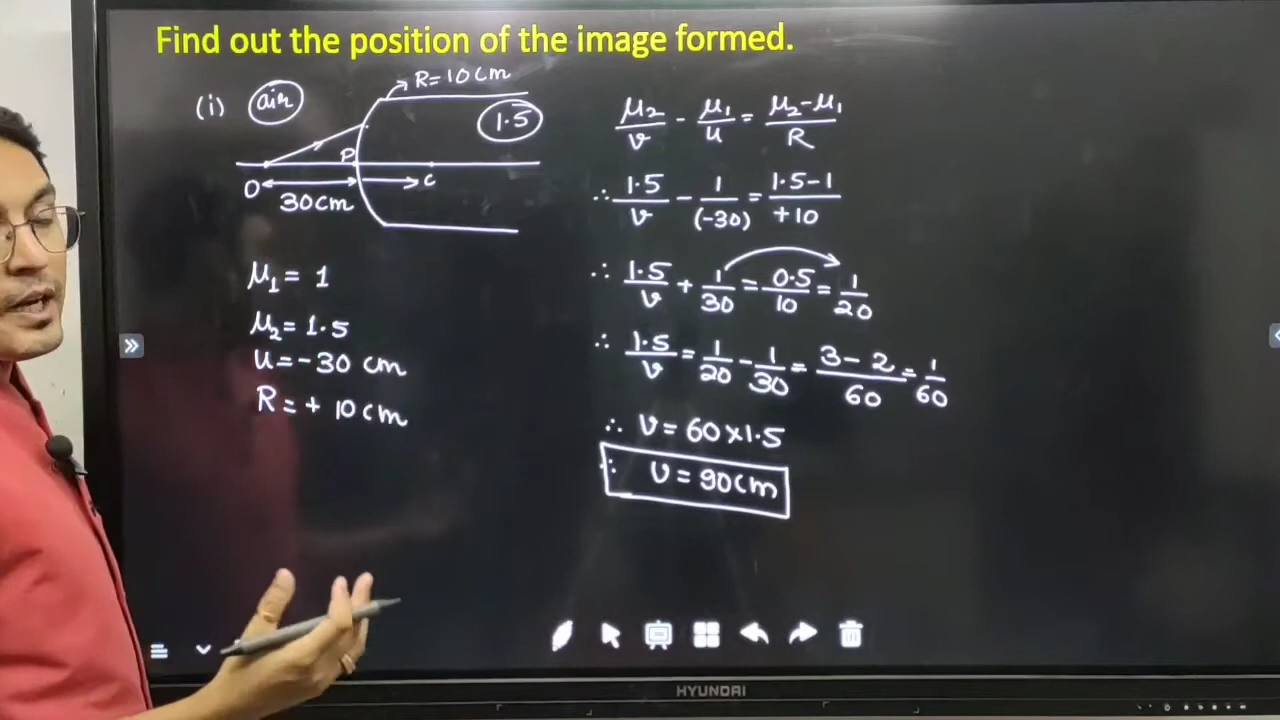 Find out the position of the image formed.
(i) air
R=10cm
1.5
P
O
C
30cm
μ₁ = 1
μ₂ = 1.5
u = -30 cm
R = + 10 cm
μ₂/v - μ₁/u = μ₂-μ₁/R
∴ 1.5/v - 1/(-30) = 1.5-1/+10
∴ 1.5/v + 1/30 = 0.5/10 = 1/20
∴ 1.5/v = 1/20 - 1/30 = 3-2/60 = 1/60
∴ v = 60×1.5
∴ v = 90cm
HYUNDAI